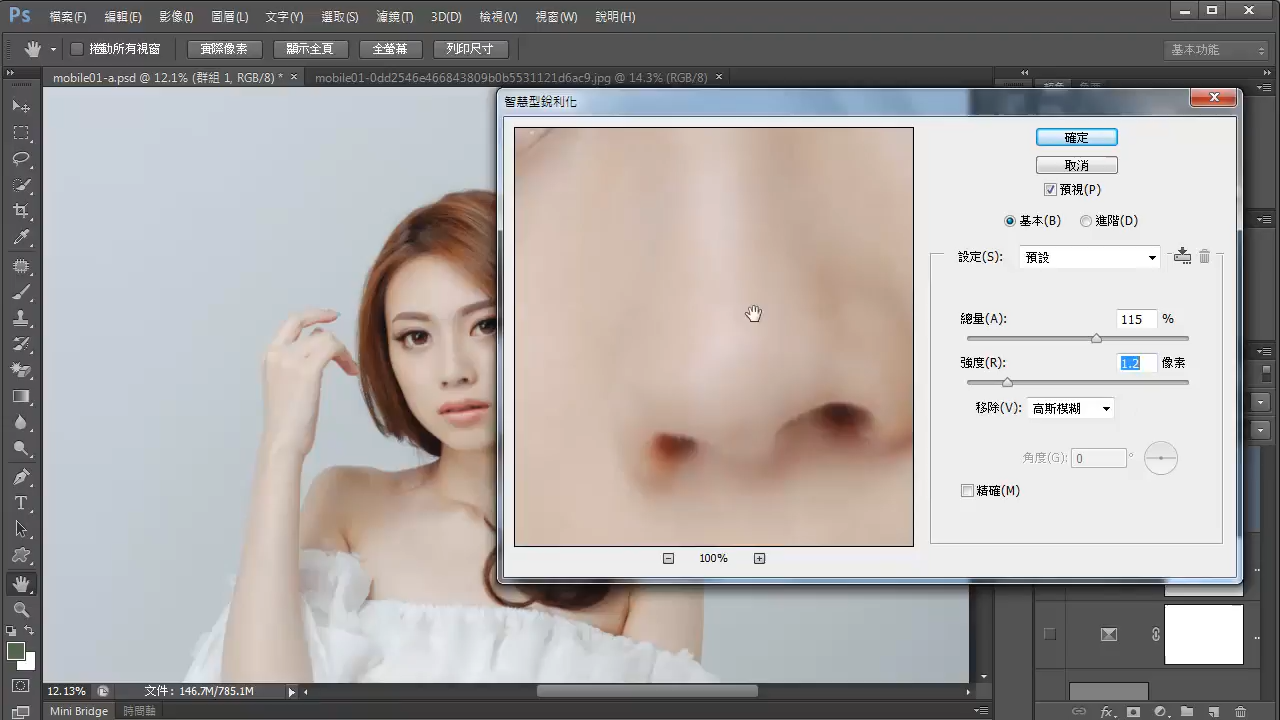 Ps 檔案(F) 編輯(E) 影像(I) 圖層(L) 文字(Y) 選取(S) 濾鏡(T) 3D(D) 檢視(V) 視窗(W) 說明(H)
捲動所有視窗 實際像素 顯示全頁 全螢幕 列印尺寸 基本功能
mobile01-a.psd @ 12.1% (群組 1, RGB/8) * × mobile01-0dd2546e466843809b0b5531121d6ac9.jpg @ 14.3% (RGB/8) ×
智慧型銳利化
確定
取消
預視(P)
基本(B) 進階(D)
設定(S): 預設
總量(A): 115 %
強度(R): 1.2 像素
移除(V): 高斯模糊
角度(G): 0 °
精確(M)
100%
12.13% 文件: 146.7M/785.1M
Mini Bridge 時間軸
fx